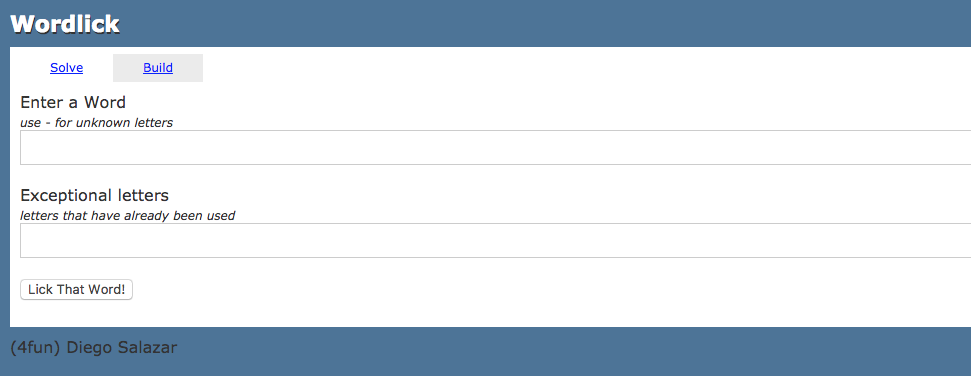 Wordlick
Solve Build
Enter a Word
use - for unknown letters
Exceptional letters
letters that have already been used
Lick That Word!
(4fun) Diego Salazar